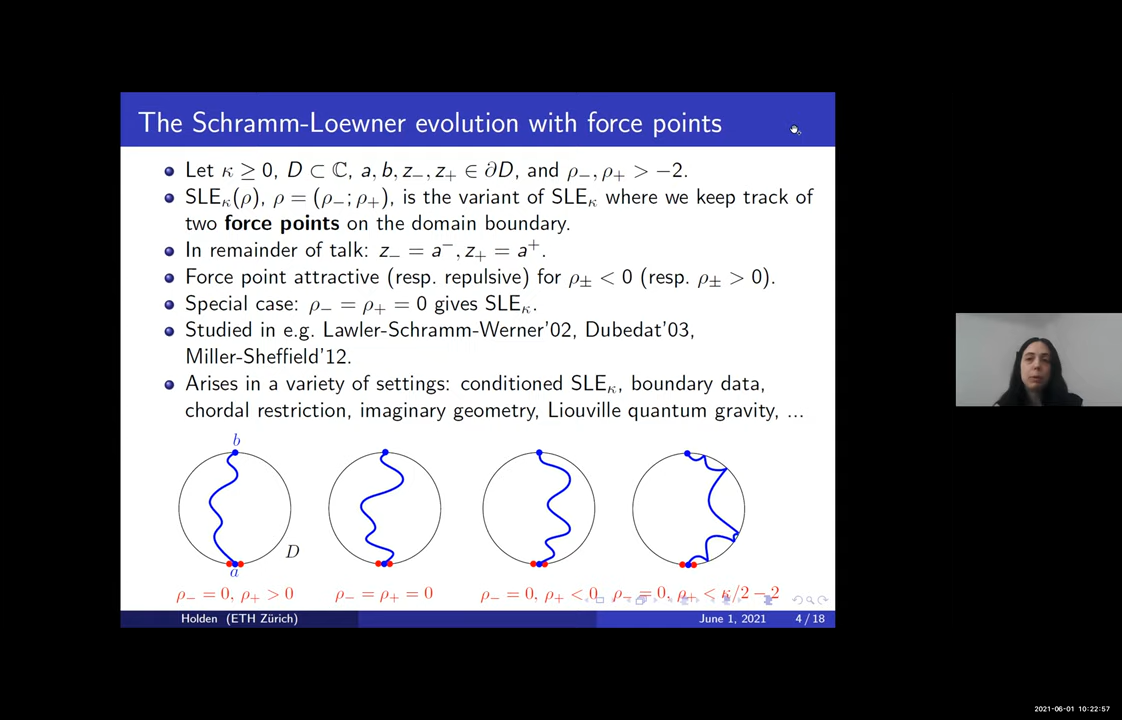 The Schramm-Loewner evolution with force points
Let κ ≥ 0, D ⊂ ℂ, a, b, z₋, z₊ ∈ ∂D, and ρ₋, ρ₊ > −2.
SLE_κ(ρ), ρ = (ρ₋; ρ₊), is the variant of SLE_κ where we keep track of
two force points on the domain boundary.
In remainder of talk: z₋ = a⁻, z₊ = a⁺.
Force point attractive (resp. repulsive) for ρ± < 0 (resp. ρ± > 0).
Special case: ρ₋ = ρ₊ = 0 gives SLE_κ.
Studied in e.g. Lawler-Schramm-Werner'02, Dubedat'03,
Miller-Sheffield'12.
Arises in a variety of settings: conditioned SLE_κ, boundary data,
chordal restriction, imaginary geometry, Liouville quantum gravity, ...
b
D
a
ρ₋ = 0, ρ₊ > 0
ρ₋ = ρ₊ = 0
ρ₋ = 0, ρ₊ < 0
ρ₋ = 0, ρ₊ < κ/2 − 2
Holden (ETH Zürich)
June 1, 2021
4 / 18
2021-06-01 10:22:57